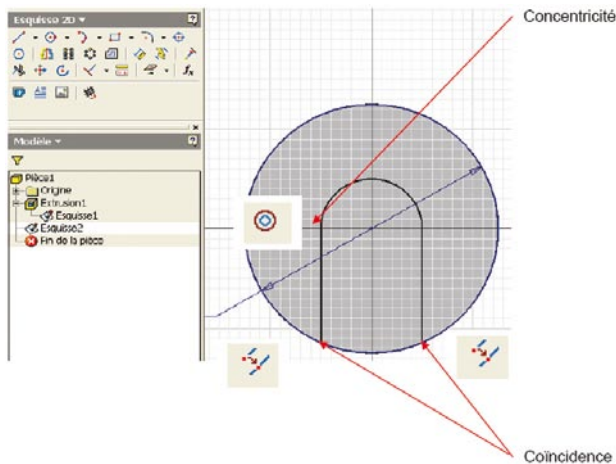 Esquisse 2D
Concentricité
Modèle
Pièce1
Origine
Extrusion1
Esquisse1
Esquisse2
Fin de la pièce
Coïncidence